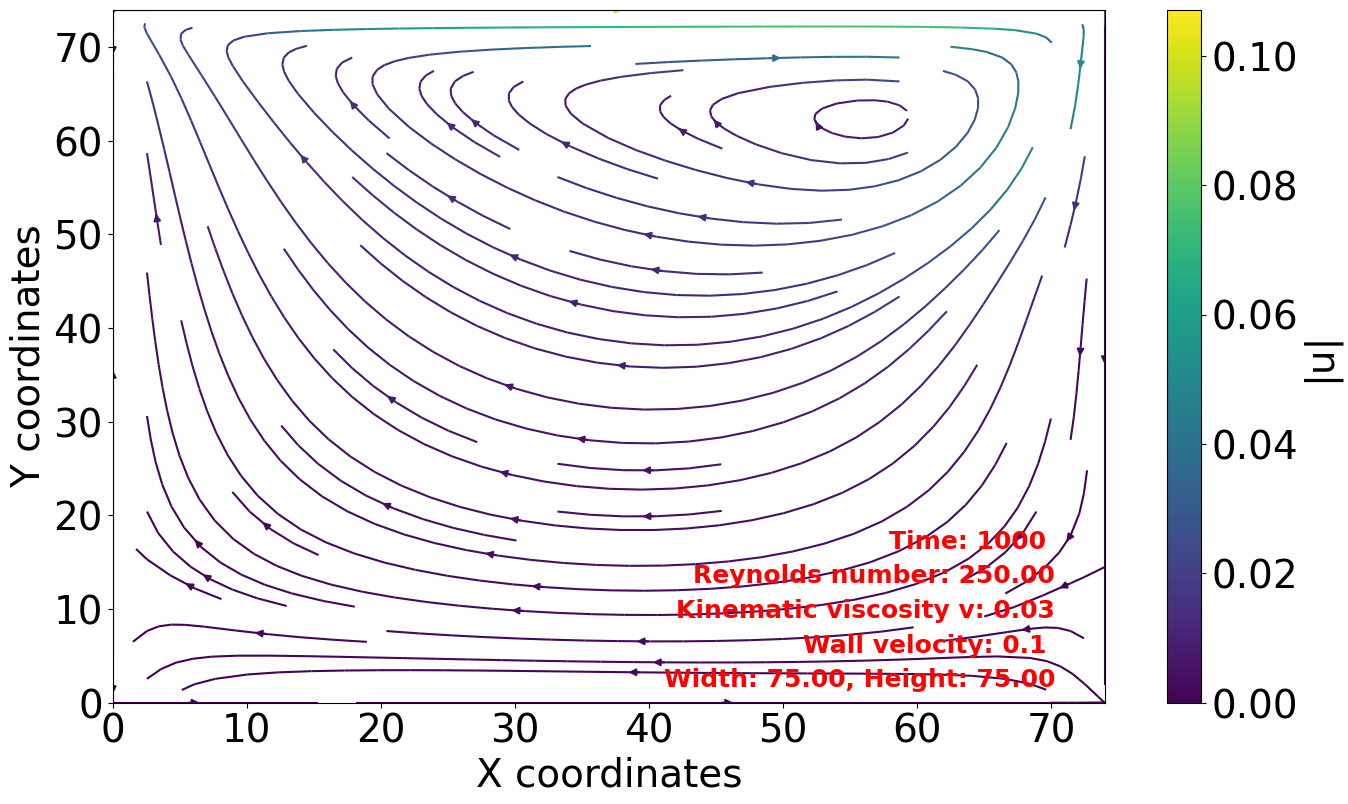 70
60
50
40
30
20
10
0
Y coordinates
0 10 20 30 40 50 60 70
X coordinates
Time: 1000
Reynolds number: 250.00
Kinematic viscosity v: 0.03
Wall velocity: 0.1
Width: 75.00, Height: 75.00
0.10
0.08
0.06
0.04
0.02
0.00
|u|